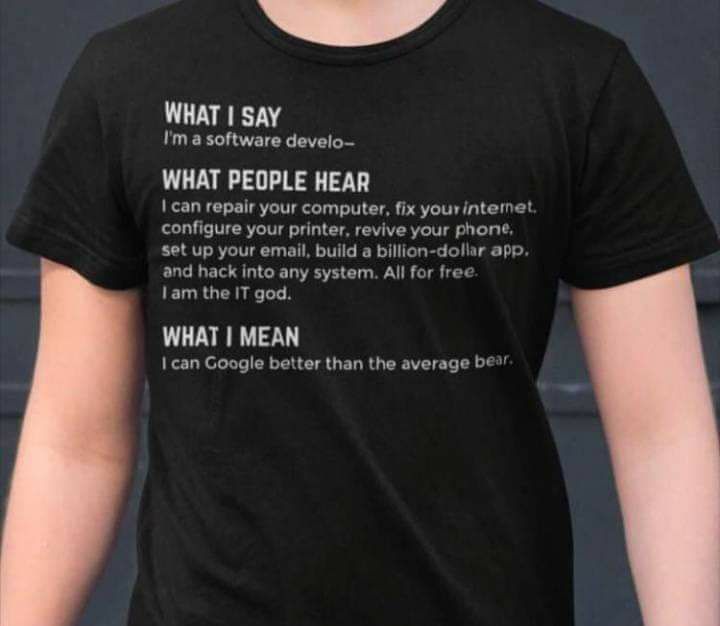 WHAT I SAY
I'm a software develo–
WHAT PEOPLE HEAR
I can repair your computer, fix your internet,
configure your printer, revive your phone,
set up your email, build a billion-dollar app,
and hack into any system. All for free.
I am the IT god.
WHAT I MEAN
I can Google better than the average bear.